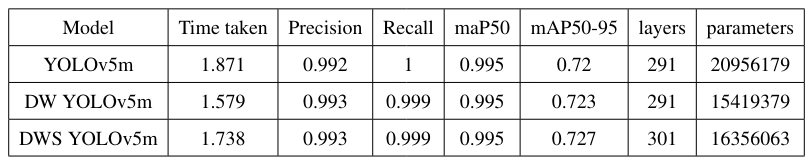 Model Time taken Precision Recall maP50 mAP50-95 layers parameters
YOLOv5m 1.871 0.992 1 0.995 0.72 291 20956179
DW YOLOv5m 1.579 0.993 0.999 0.995 0.723 291 15419379
DWS YOLOv5m 1.738 0.993 0.999 0.995 0.727 301 16356063